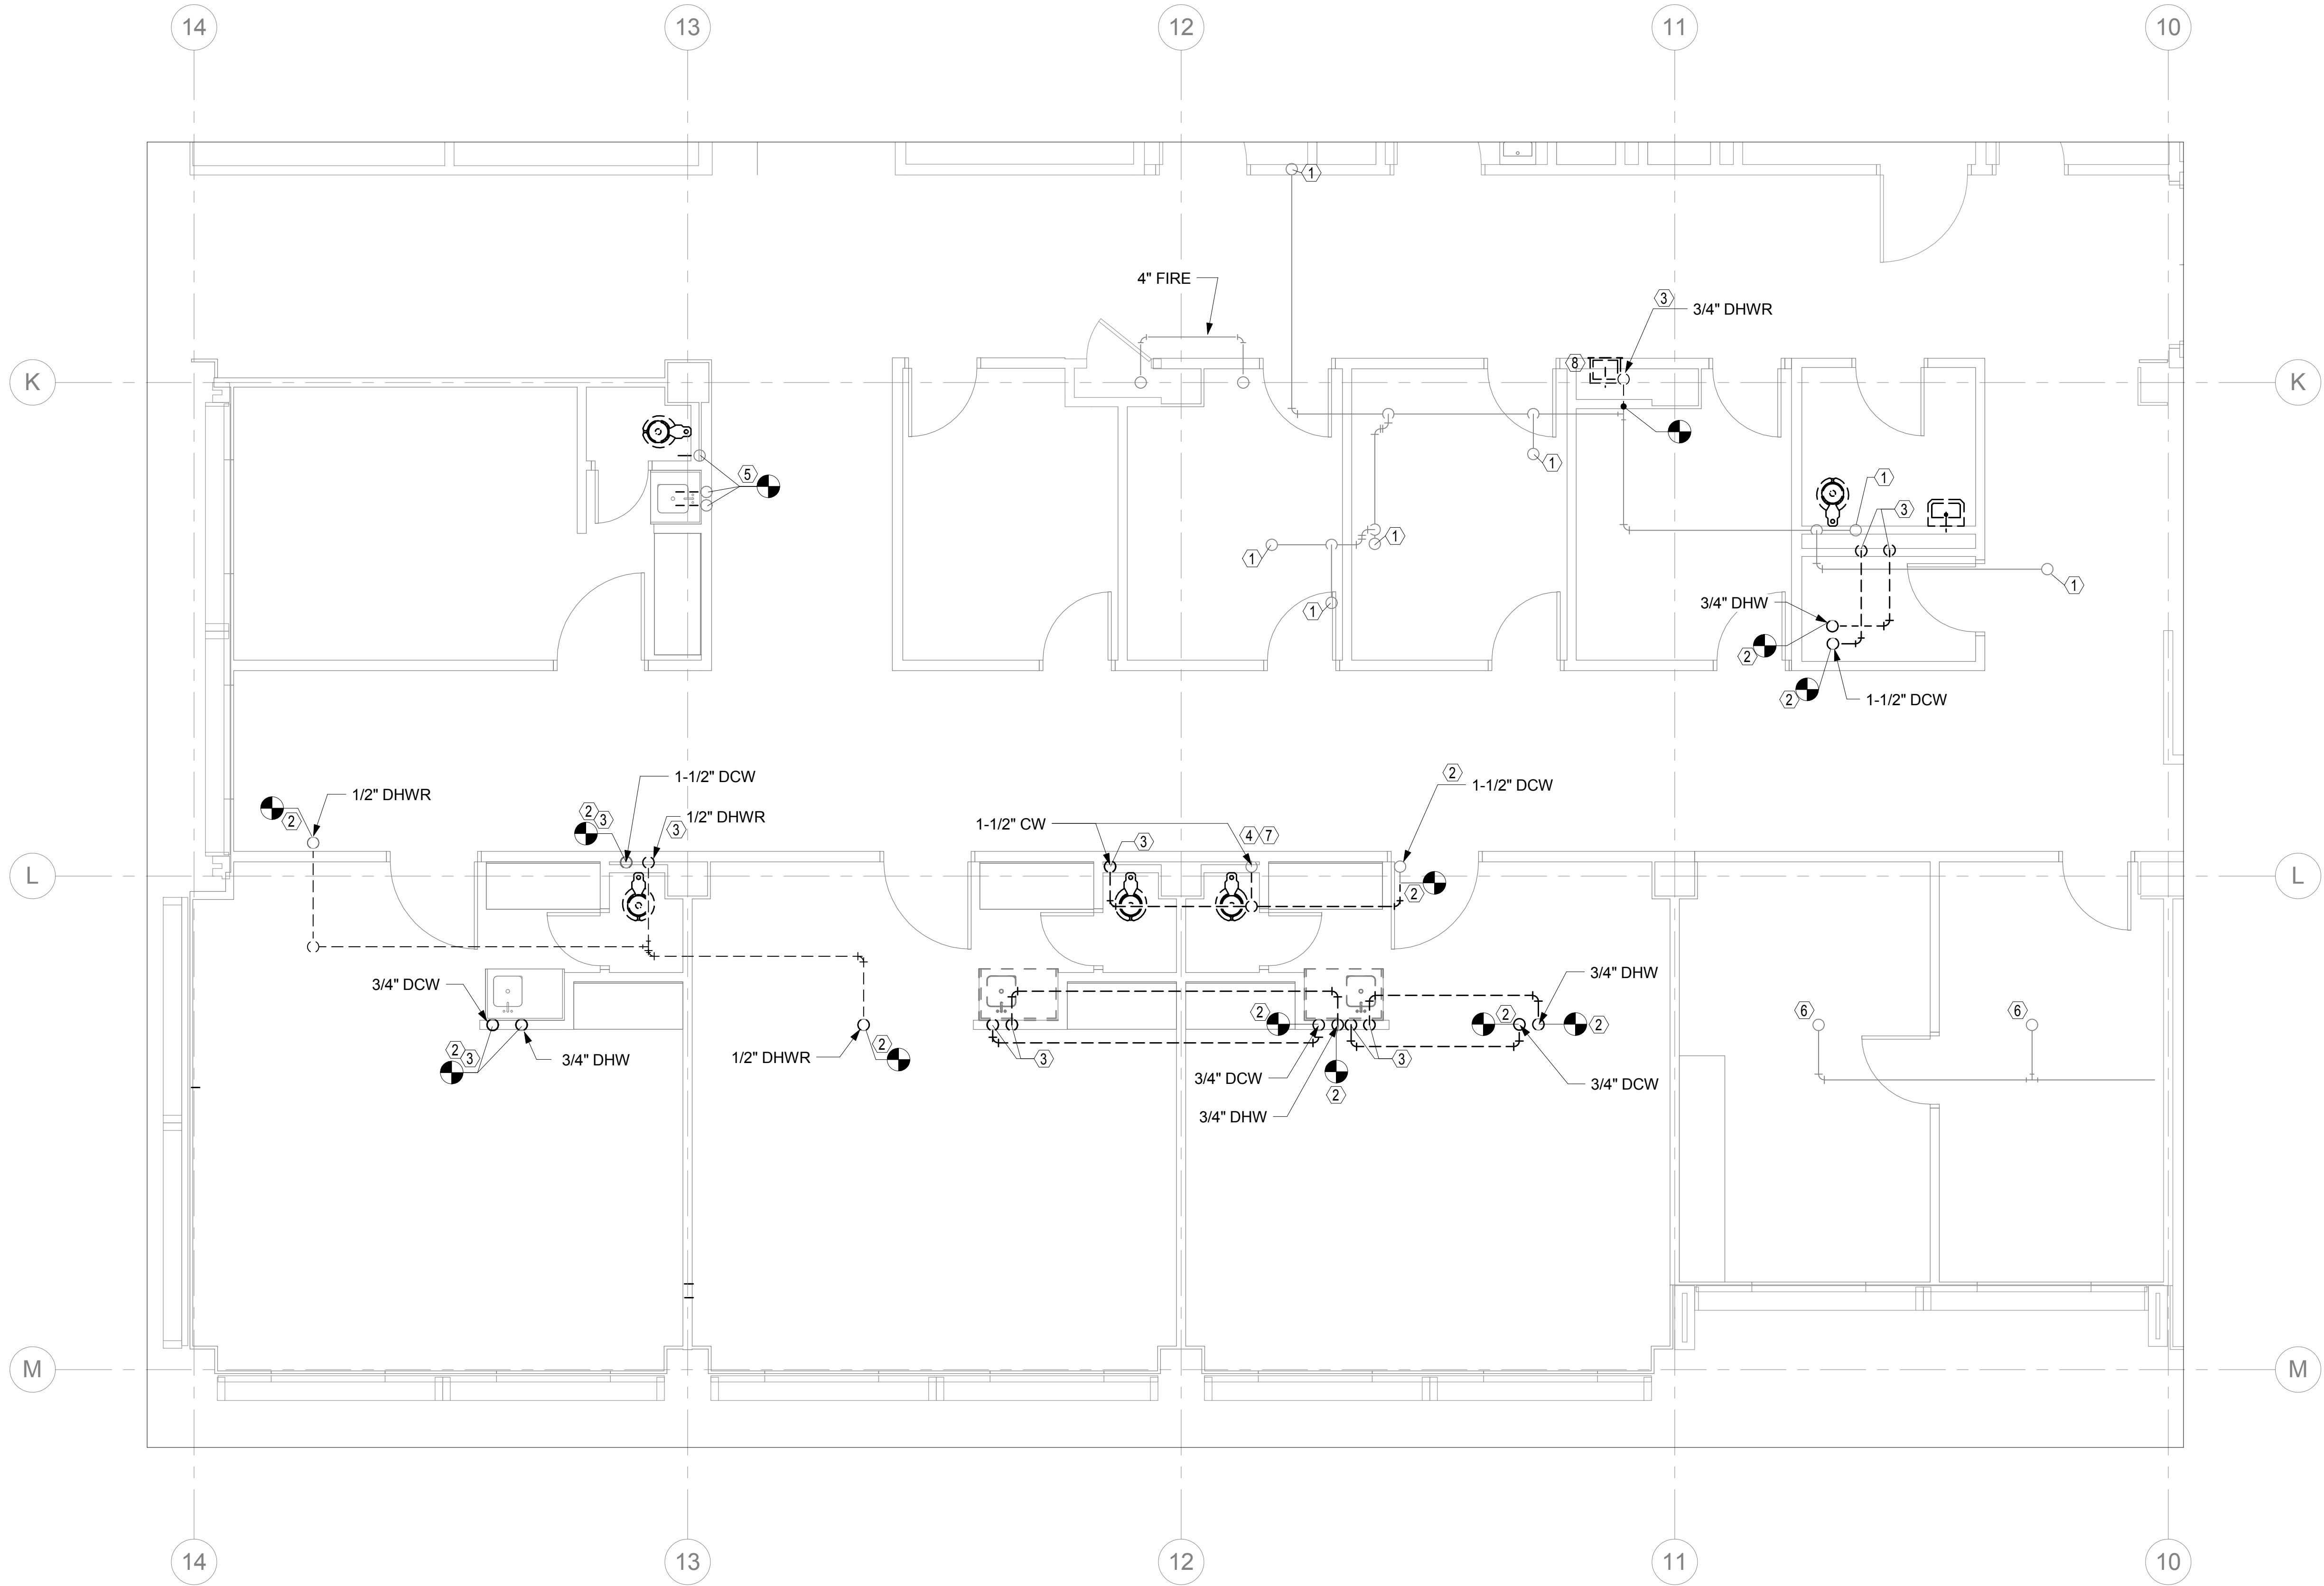 14 13 12 11 10
1
4" FIRE
3
3/4" DHWR
K
8
K
5
1
1
3
1
1
1
1
3/4" DHW
2
2
1-1/2" DCW
1-1/2" DCW
2
1-1/2" DCW
1/2" DHWR
2
2
3
1/2" DHWR
3
1-1/2" CW
3
4 7
2
L
L
3/4" DCW
3/4" DHW
2
3
3/4" DHW
1/2" DHWR
2
3
2
3/4" DCW
3/4" DHW
2
3
2
2
3/4" DCW
6
6
M
M
14 13 12 11 10